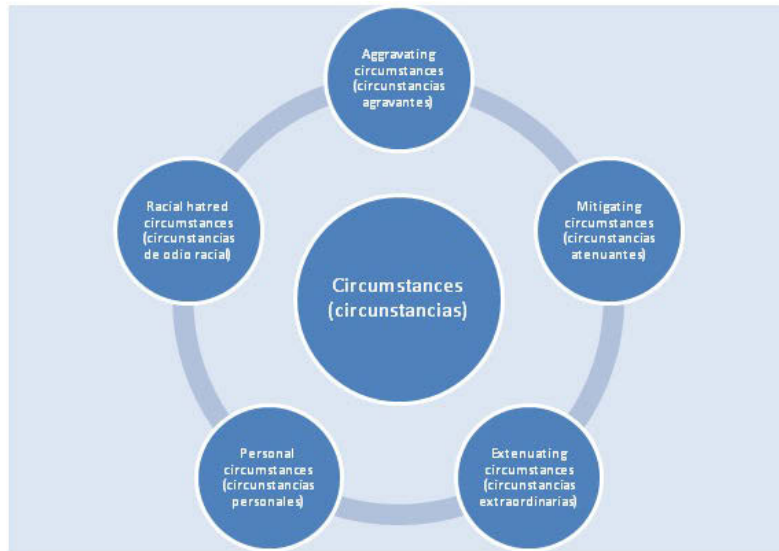 Aggravating
circumstances
(circunstancias
agravantes)
Mitigating
circumstances
(circunstancias
atenuantes)
Extenuating
circumstances
(circunstancias
extraordinarias)
Personal
circumstances
(circunstancias
personales)
Racial hatred
circumstances
(circunstancias
de odio racial)
Circumstances
(circunstancias)